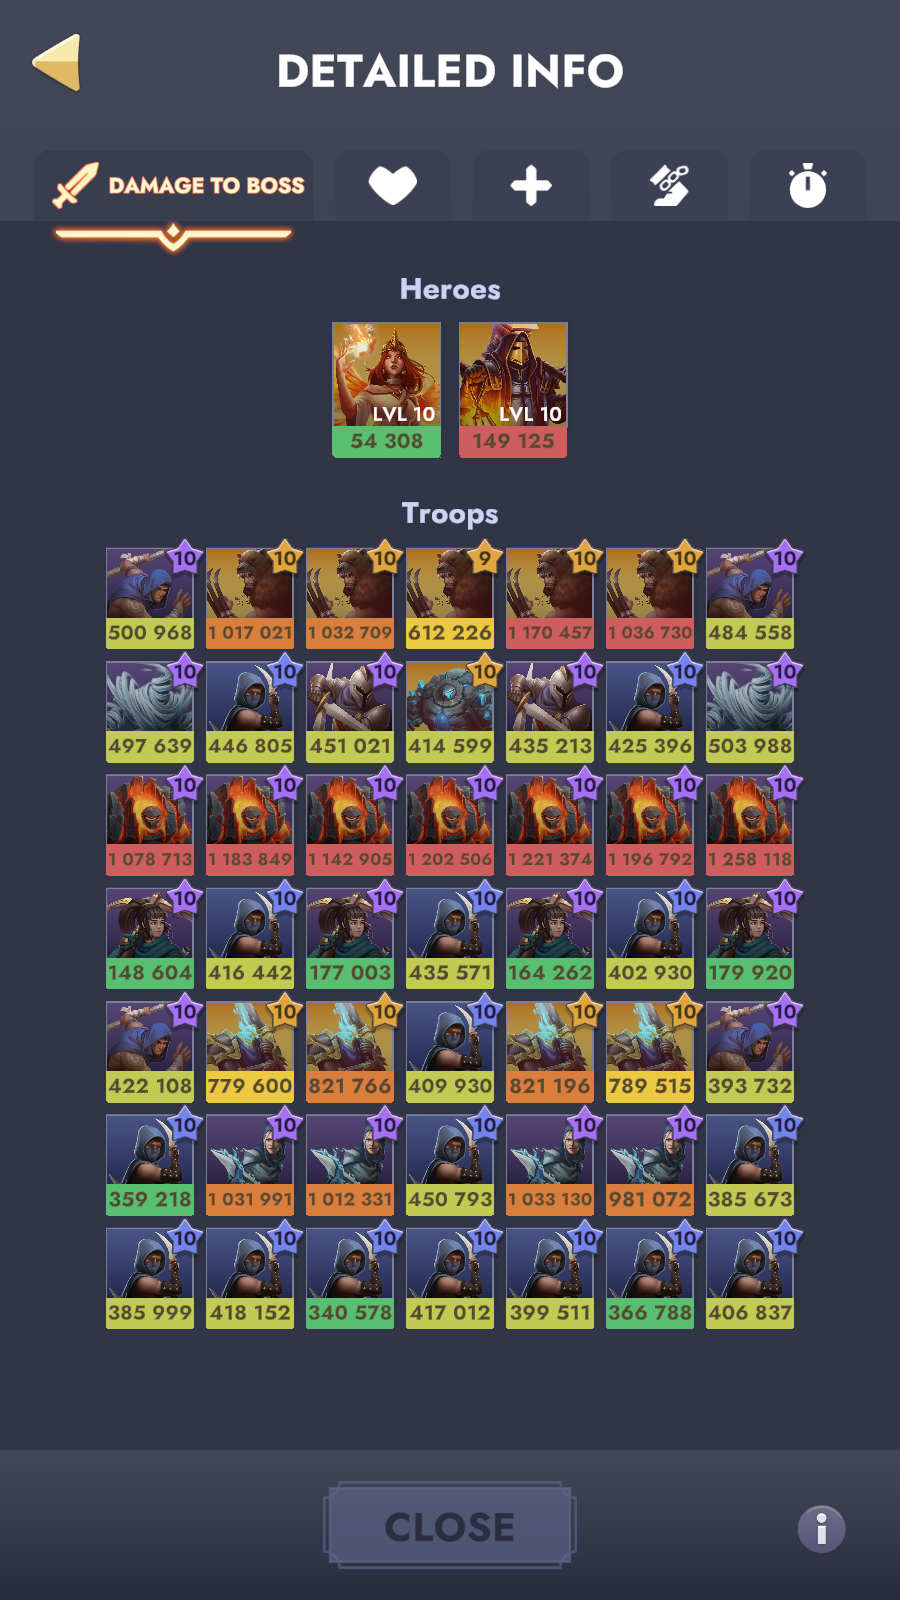 DETAILED INFO
DAMAGE TO BOSS
Heroes
LVL 10 LVL 10
54 308 149 125
Troops
10 10 10 9 10 10 10
500 968 1 017 021 1 032 709 612 226 1 170 457 1 036 730 484 558
10 10 10 10 10 10 10
497 639 446 805 451 021 414 599 435 213 425 396 503 988
10 10 10 10 10 10 10
1 078 713 1 183 849 1 142 905 1 202 506 1 221 374 1 196 792 1 258 118
10 10 10 10 10 10 10
148 604 416 442 177 003 435 571 164 262 402 930 179 920
10 10 10 10 10 10 10
422 108 779 600 821 766 409 930 821 196 789 515 393 732
10 10 10 10 10 10 10
359 218 1 031 991 1 012 331 450 793 1 033 130 981 072 385 673
10 10 10 10 10 10 10
385 999 418 152 340 578 417 012 399 511 366 788 406 837
CLOSE
i